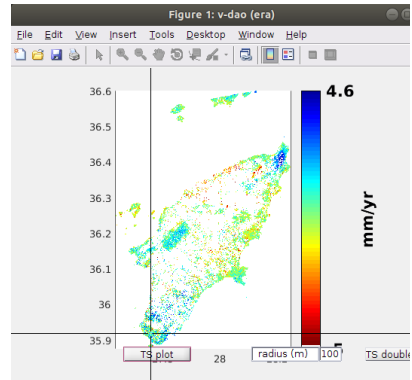 Figure 1: v-dao (era)
File Edit View Insert Tools Desktop Window Help
4.6
36.6
36.5
36.4
36.3
36.2
36.1
36
35.9
mm/yr
28
TS plot
radius (m) 100
TS double